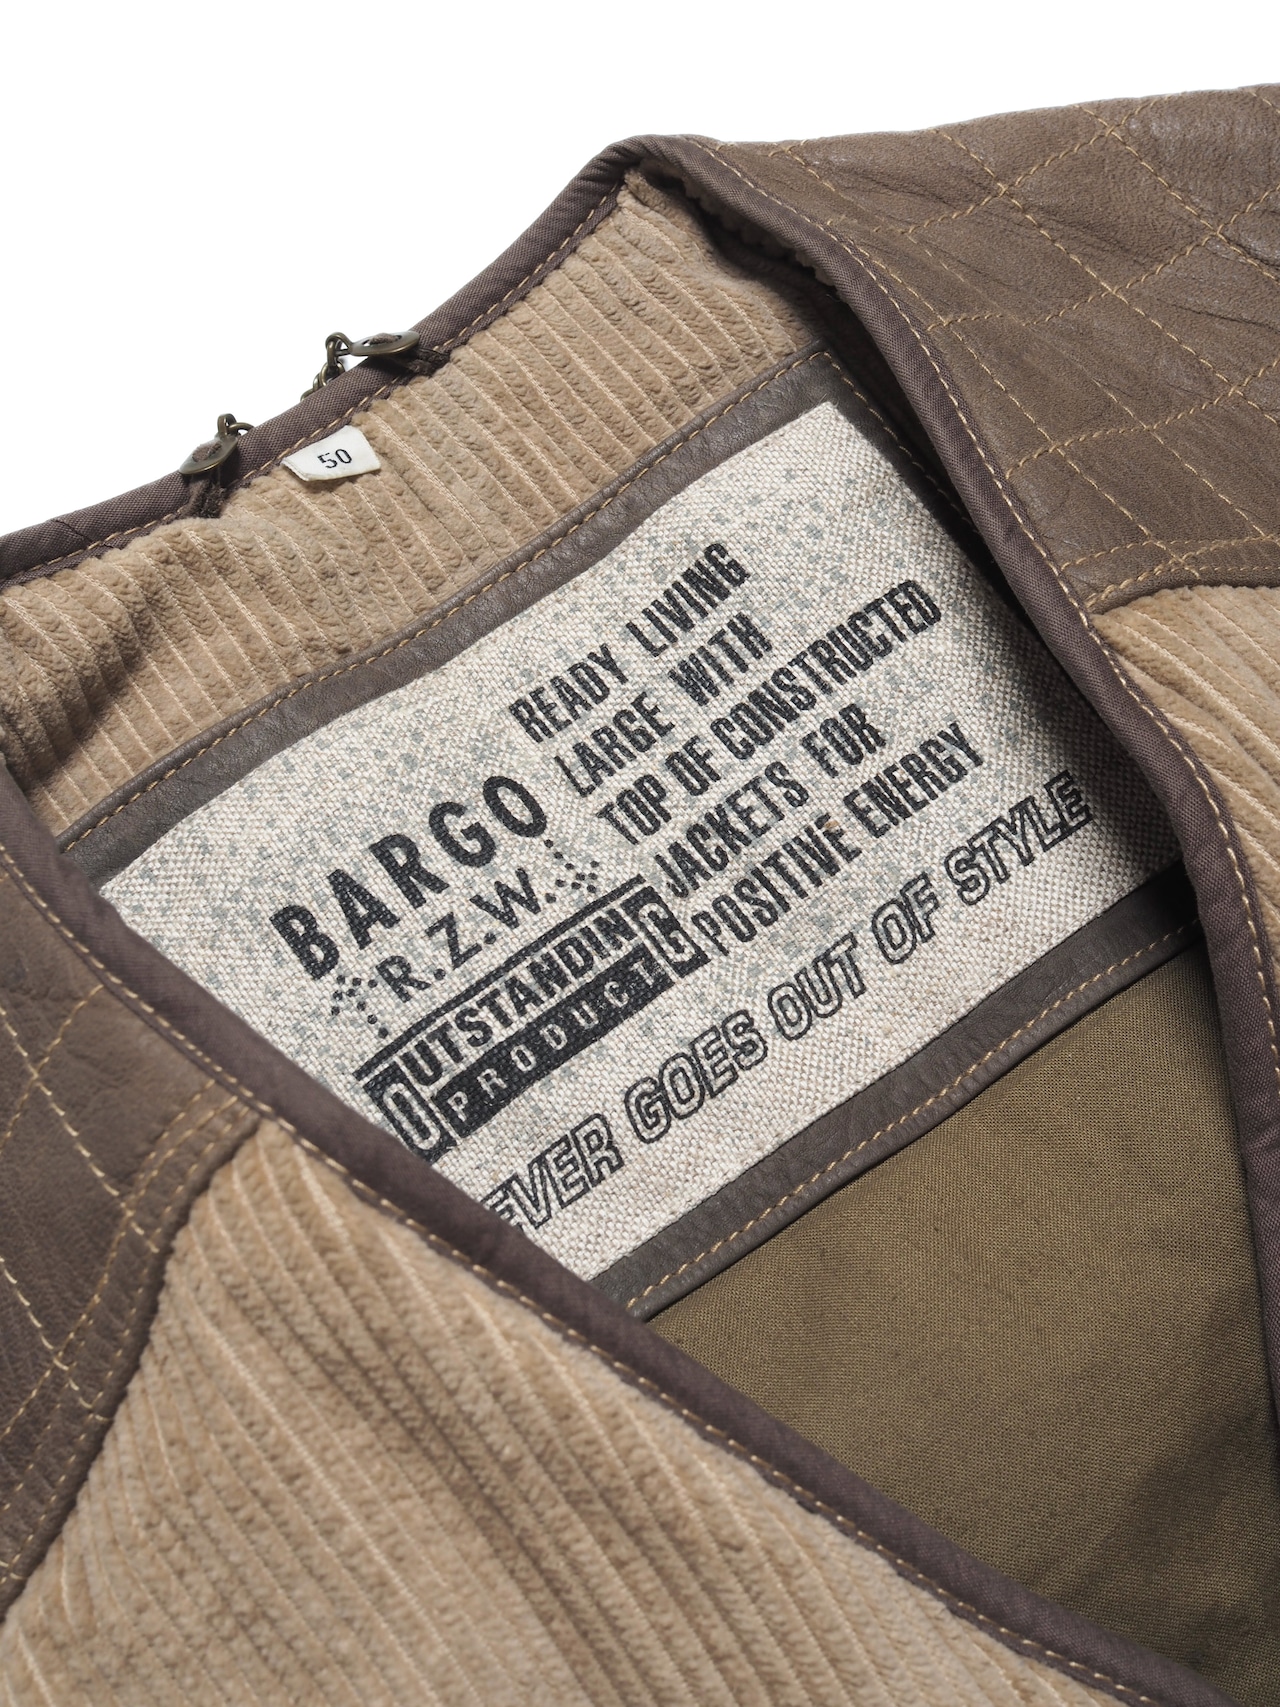 50
BARGO
R.Z.W.
OUTSTANDING
PRODUCT
READY LIVING
LARGE WITH
TOP OF CONSTRUCTED
JACKETS FOR
POSITIVE ENERGY
EVER GOES OUT OF STYLE